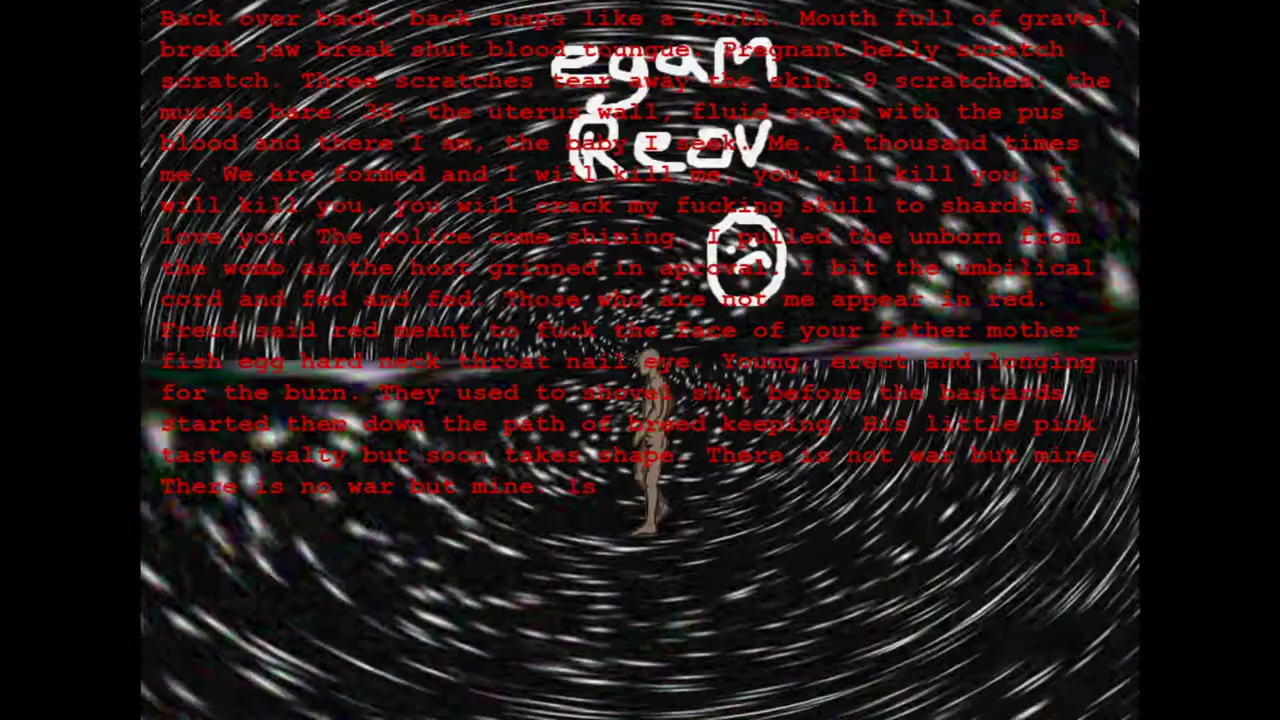 Back over back, back snaps like a tooth. Mouth full of gravel,
break jaw break shut blood toungue. Pregnant belly scratch
scratch. Three scratches tear away the skin. 9 scratches: the
muscle bare. 36, the uterus wall, fluid seeps with the pus
blood and there I am, the baby I seek. Me. A thousand times
me. We are formed and I will kill me, you will kill you. I
will kill you, you will crack my fucking skull to shards. I
love you. The police come shining. I pulled the unborn from
the womb as the host grinned in aproval. I bit the umbilical
cord and fed and fed. Those who are not me appear in red.
Freud said red meant to fuck the face of your father mother
fish egg hard neck throat nail eye. Young, erect and longing
for the burn. They used to shovel shit before the bastards
started them down the path of breed keeping. His little pink
tastes salty but soon takes shape. There is not war but mine.
There is no war but mine. Is
egaM
Reov